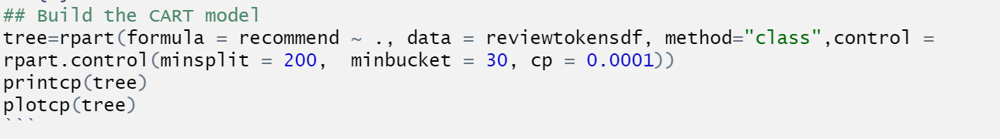 ## Build the CART model
tree=rpart(formula = recommend ~ ., data = reviewtokensdf, method="class",control =
rpart.control(minsplit = 200,  minbucket = 30, cp = 0.0001))
printcp(tree)
plotcp(tree)
```